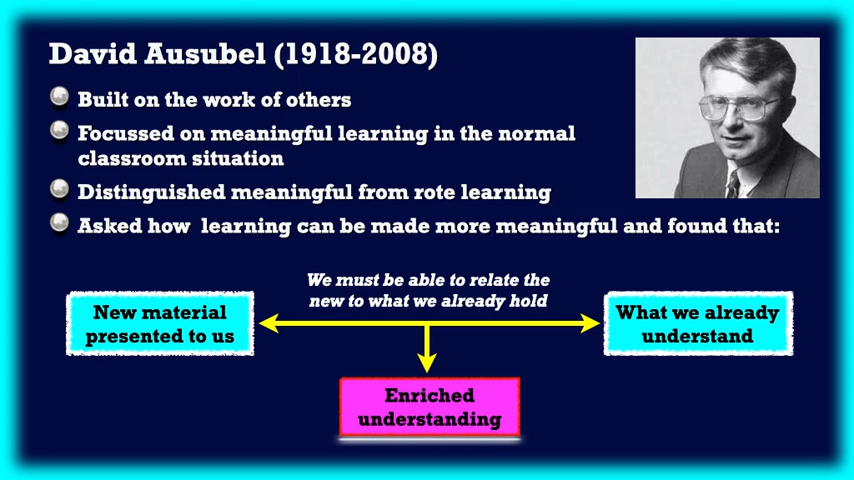 David Ausubel (1918-2008)
Built on the work of others
Focussed on meaningful learning in the normal
classroom situation
Distinguished meaningful from rote learning
Asked how  learning can be made more meaningful and found that:
We must be able to relate the
new to what we already hold
New material
presented to us
What we already
understand
Enriched
understanding